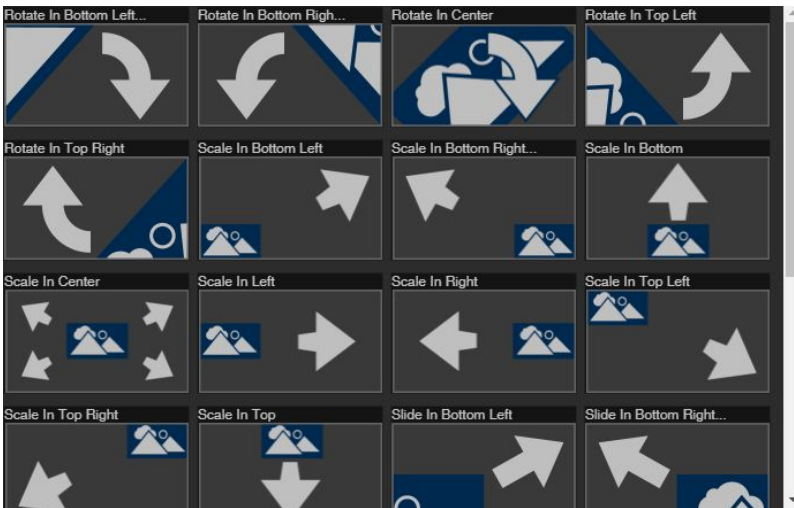 Rotate In Bottom Left...
Rotate In Bottom Righ...
Rotate In Center
Rotate In Top Left
Rotate In Top Right
Scale In Bottom Left
Scale In Bottom Right...
Scale In Bottom
Scale In Center
Scale In Left
Scale In Right
Scale In Top Left
Scale In Top Right
Scale In Top
Slide In Bottom Left
Slide In Bottom Right...